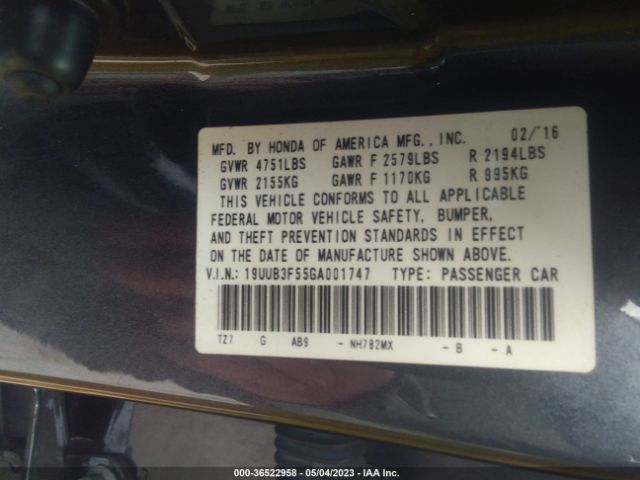 MFD. BY HONDA OF AMERICA MFG., INC. 02/'16
GVWR 4751LBS GAWR F 2579LBS R 2194LBS
GVWR 2155KG GAWR F 1170KG R 995KG
THIS VEHICLE CONFORMS TO ALL APPLICABLE
FEDERAL MOTOR VEHICLE SAFETY, BUMPER,
AND THEFT PREVENTION STANDARDS IN EFFECT
ON THE DATE OF MANUFACTURE SHOWN ABOVE.
V.I.N.: 19UUB3F55GA001747 TYPE: PASSENGER CAR
TZ7 G AB9 - NH782MX - B - A
000-36522958 - 05/04/2023 - IAA Inc.